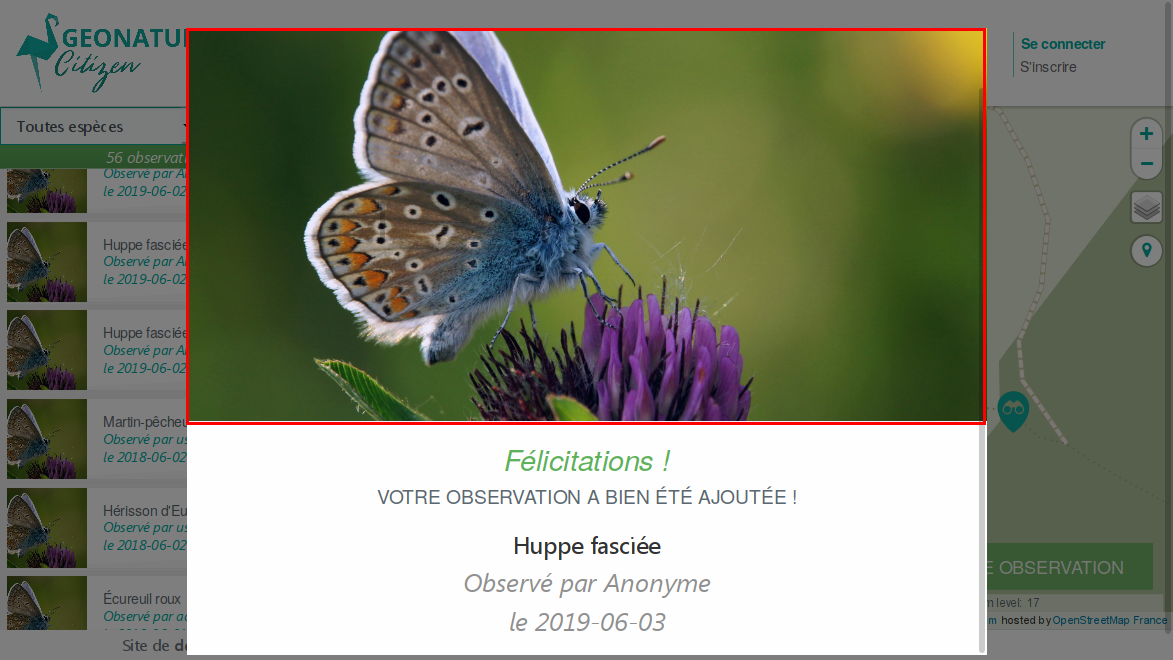 GEONATU
Citizen
Se connecter
S'inscrire
Toutes espèces
56 observat
Observé par A
le 2019-06-02
Huppe fasciée
Observé par A
le 2019-06-02
Huppe fasciée
Observé par A
le 2019-06-02
Martin-pêcheu
Observé par us
le 2018-06-02
Hérisson d'Eu
Observé par us
le 2018-06-02
Écureuil roux
Observé par ad
Site de de
Félicitations !
VOTRE OBSERVATION A BIEN ÉTÉ AJOUTÉE !
Huppe fasciée
Observé par Anonyme
le 2019-06-03
+
−
E OBSERVATION
m level: 17
m hosted by OpenStreetMap France